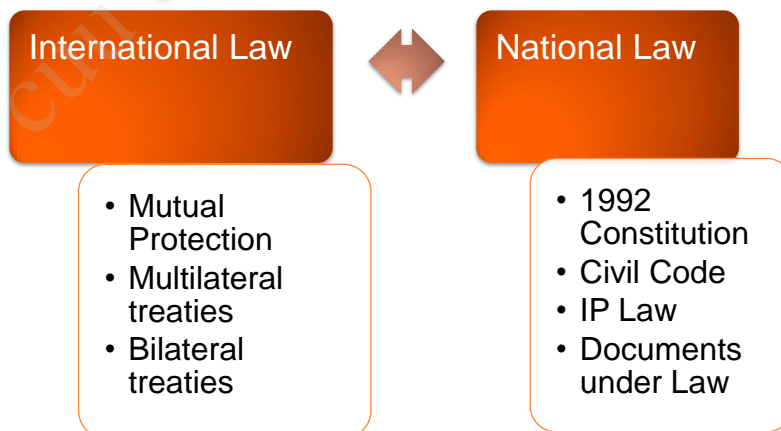 International Law
National Law
• Mutual
Protection
• Multilateral
treaties
• Bilateral
treaties
• 1992
Constitution
• Civil Code
• IP Law
• Documents
under Law